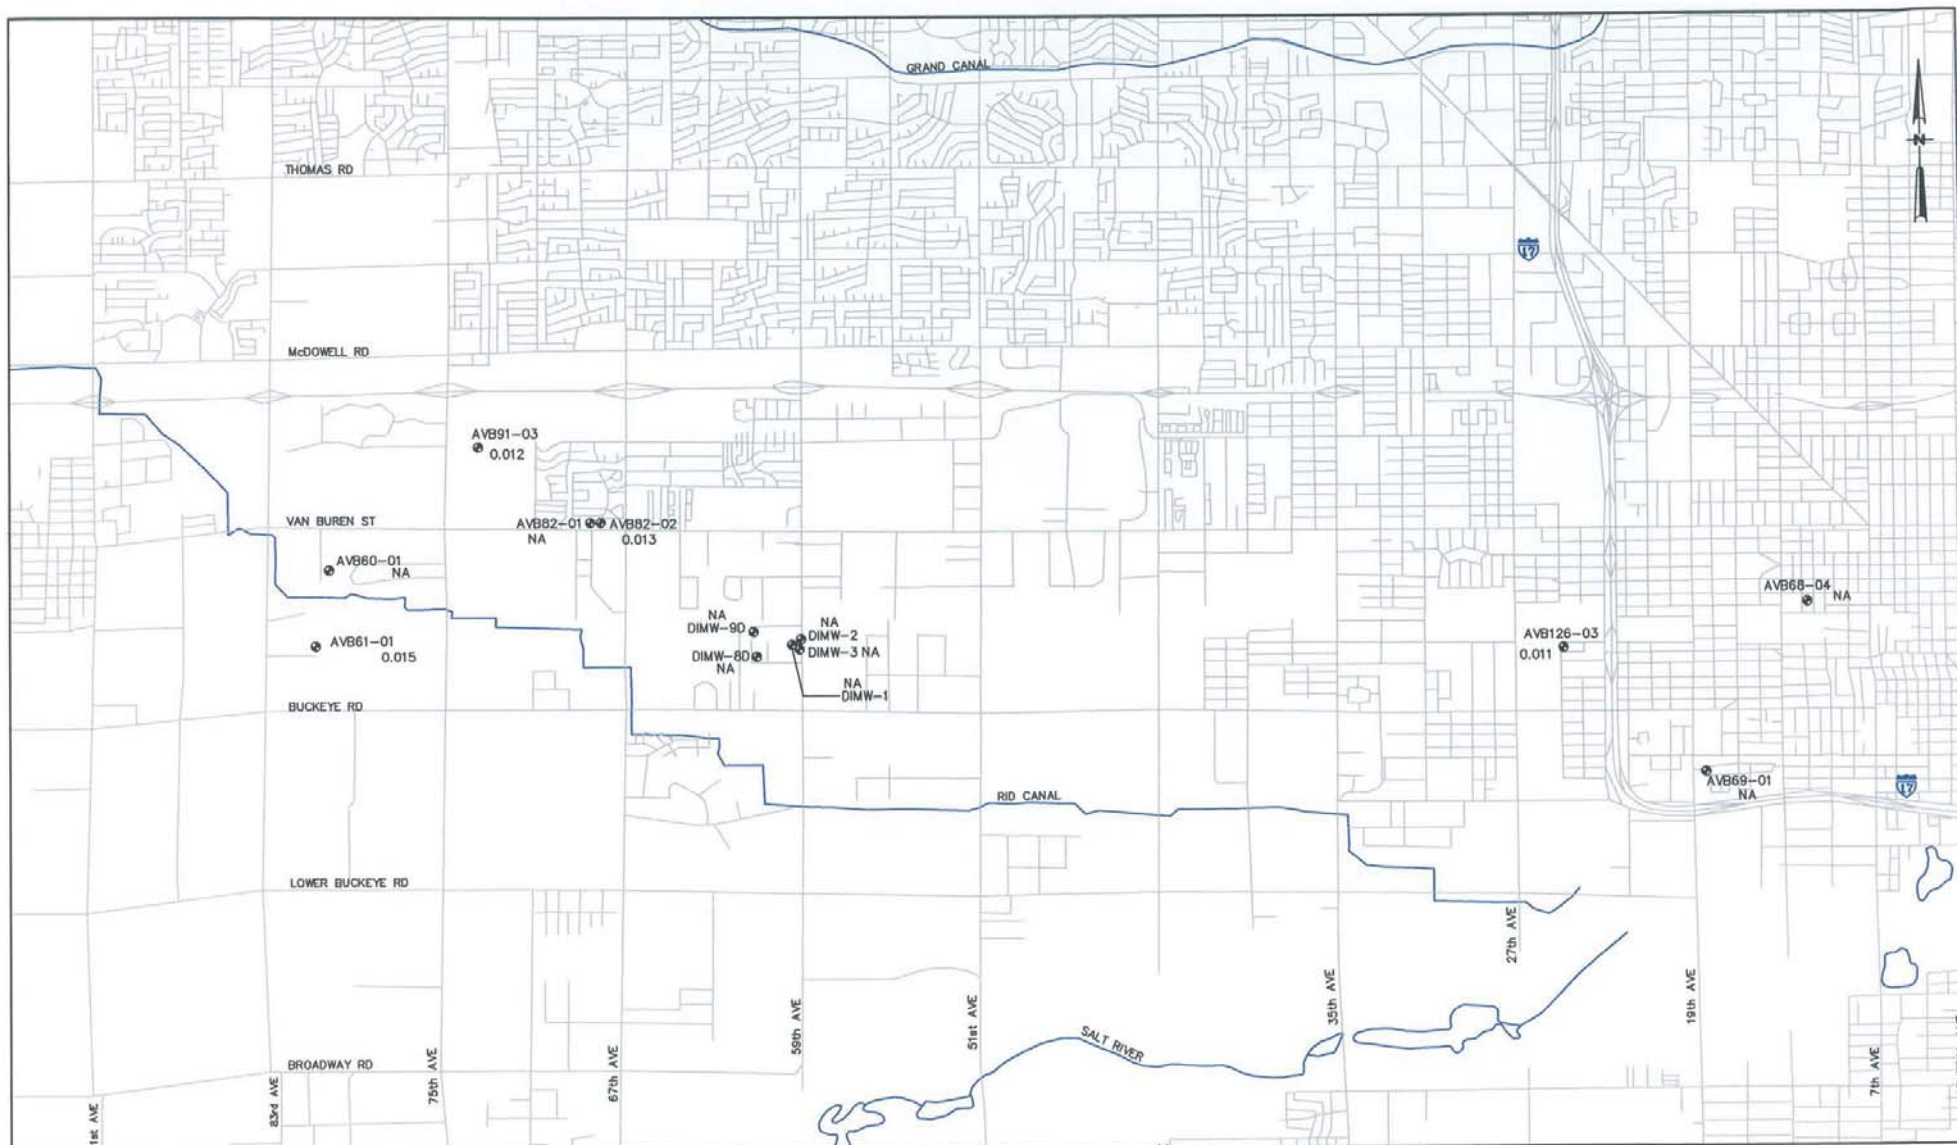 GRAND CANAL
N
THOMAS RD
17
McDOWELL RD
AVB91-03
0.012
VAN BUREN ST
AVB82-01
NA
AVB82-02
0.013
AVB60-01
NA
AVB68-04
NA
NA
DIMW-9D
NA
DIMW-2
DIMW-3 NA
DIMW-8D
NA
NA
DIMW-1
AVB126-03
0.011
AVB61-01
0.015
BUCKEYE RD
AVB69-01
NA
17
RID CANAL
LOWER BUCKEYE RD
27th AVE
35th AVE
19th AVE
59th AVE
51st AVE
SALT RIVER
BROADWAY RD
7th AVE
75th AVE
67th AVE
83rd AVE
1st AVE